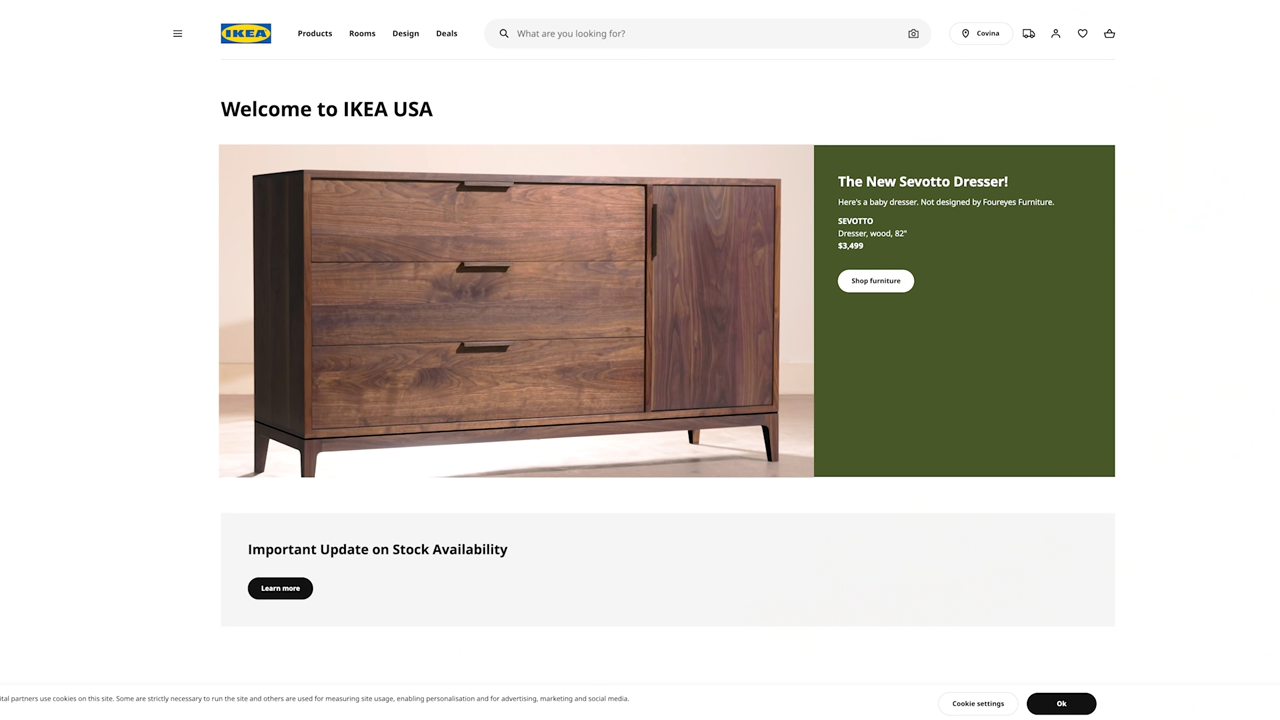 IKEA
Products Rooms Design Deals
What are you looking for?
Covina
Welcome to IKEA USA
The New Sevotto Dresser!
Here's a baby dresser. Not designed by Foureyes Furniture.
SEVOTTO
Dresser, wood, 82"
$3,499
Shop furniture
Important Update on Stock Availability
Learn more
ital partners use cookies on this site. Some are strictly necessary to run the site and others are used for measuring site usage, enabling personalisation and for advertising, marketing and social media.
Cookie settings
Ok